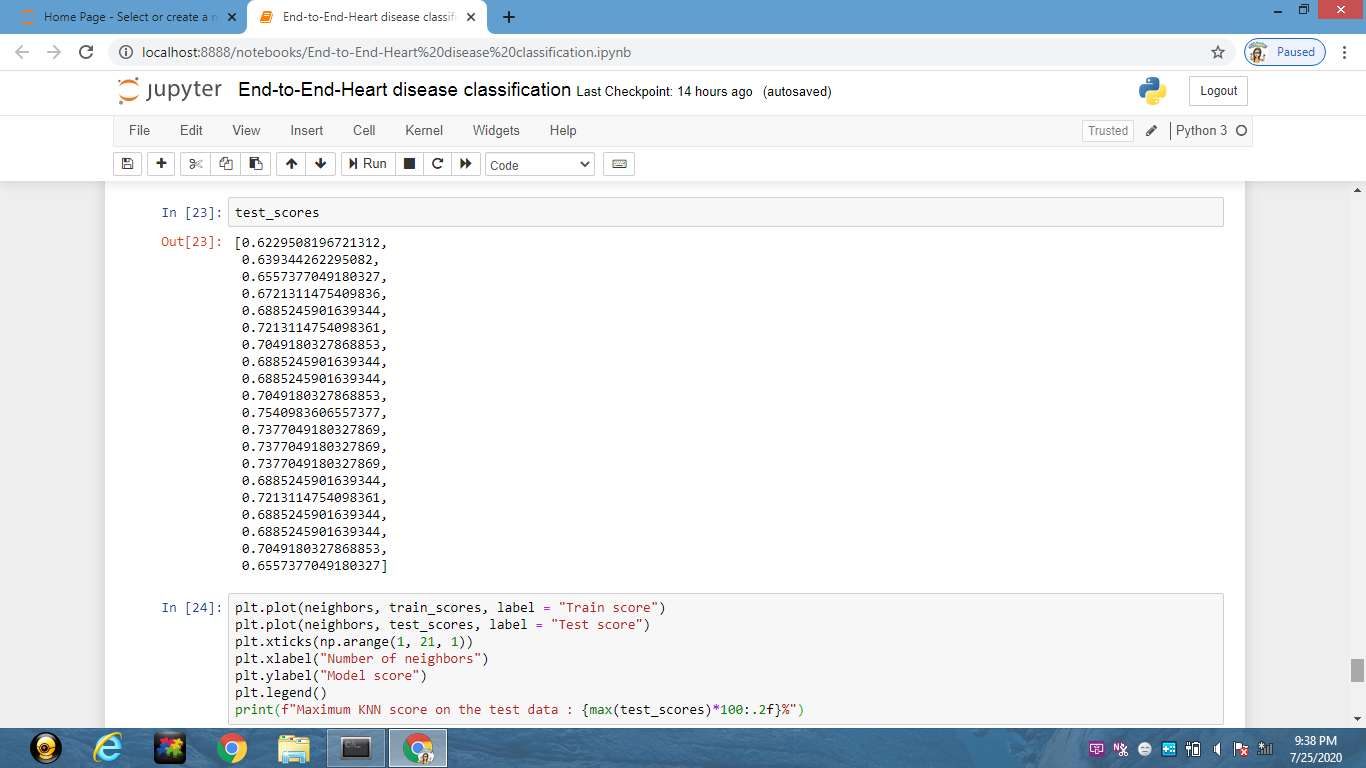 Home Page - Select or create a n
End-to-End-Heart disease classifi
localhost:8888/notebooks/End-to-End-Heart%20disease%20classification.ipynb
Paused
jupyter End-to-End-Heart disease classification Last Checkpoint: 14 hours ago (autosaved)
Logout
File Edit View Insert Cell Kernel Widgets Help
Trusted Python 3
Run Code
In [23]: test_scores
Out[23]: [0.6229508196721312,
0.639344262295082,
0.6557377049180327,
0.6721311475409836,
0.6885245901639344,
0.7213114754098361,
0.7049180327868853,
0.6885245901639344,
0.6885245901639344,
0.7049180327868853,
0.7540983606557377,
0.7377049180327869,
0.7377049180327869,
0.7377049180327869,
0.6885245901639344,
0.7213114754098361,
0.6885245901639344,
0.6885245901639344,
0.7049180327868853,
0.6557377049180327]
In [24]: plt.plot(neighbors, train_scores, label = "Train score")
plt.plot(neighbors, test_scores, label = "Test score")
plt.xticks(np.arange(1, 21, 1))
plt.xlabel("Number of neighbors")
plt.ylabel("Model score")
plt.legend()
print(f"Maximum KNN score on the test data : {max(test_scores)*100:.2f}%")
9:38 PM
7/25/2020